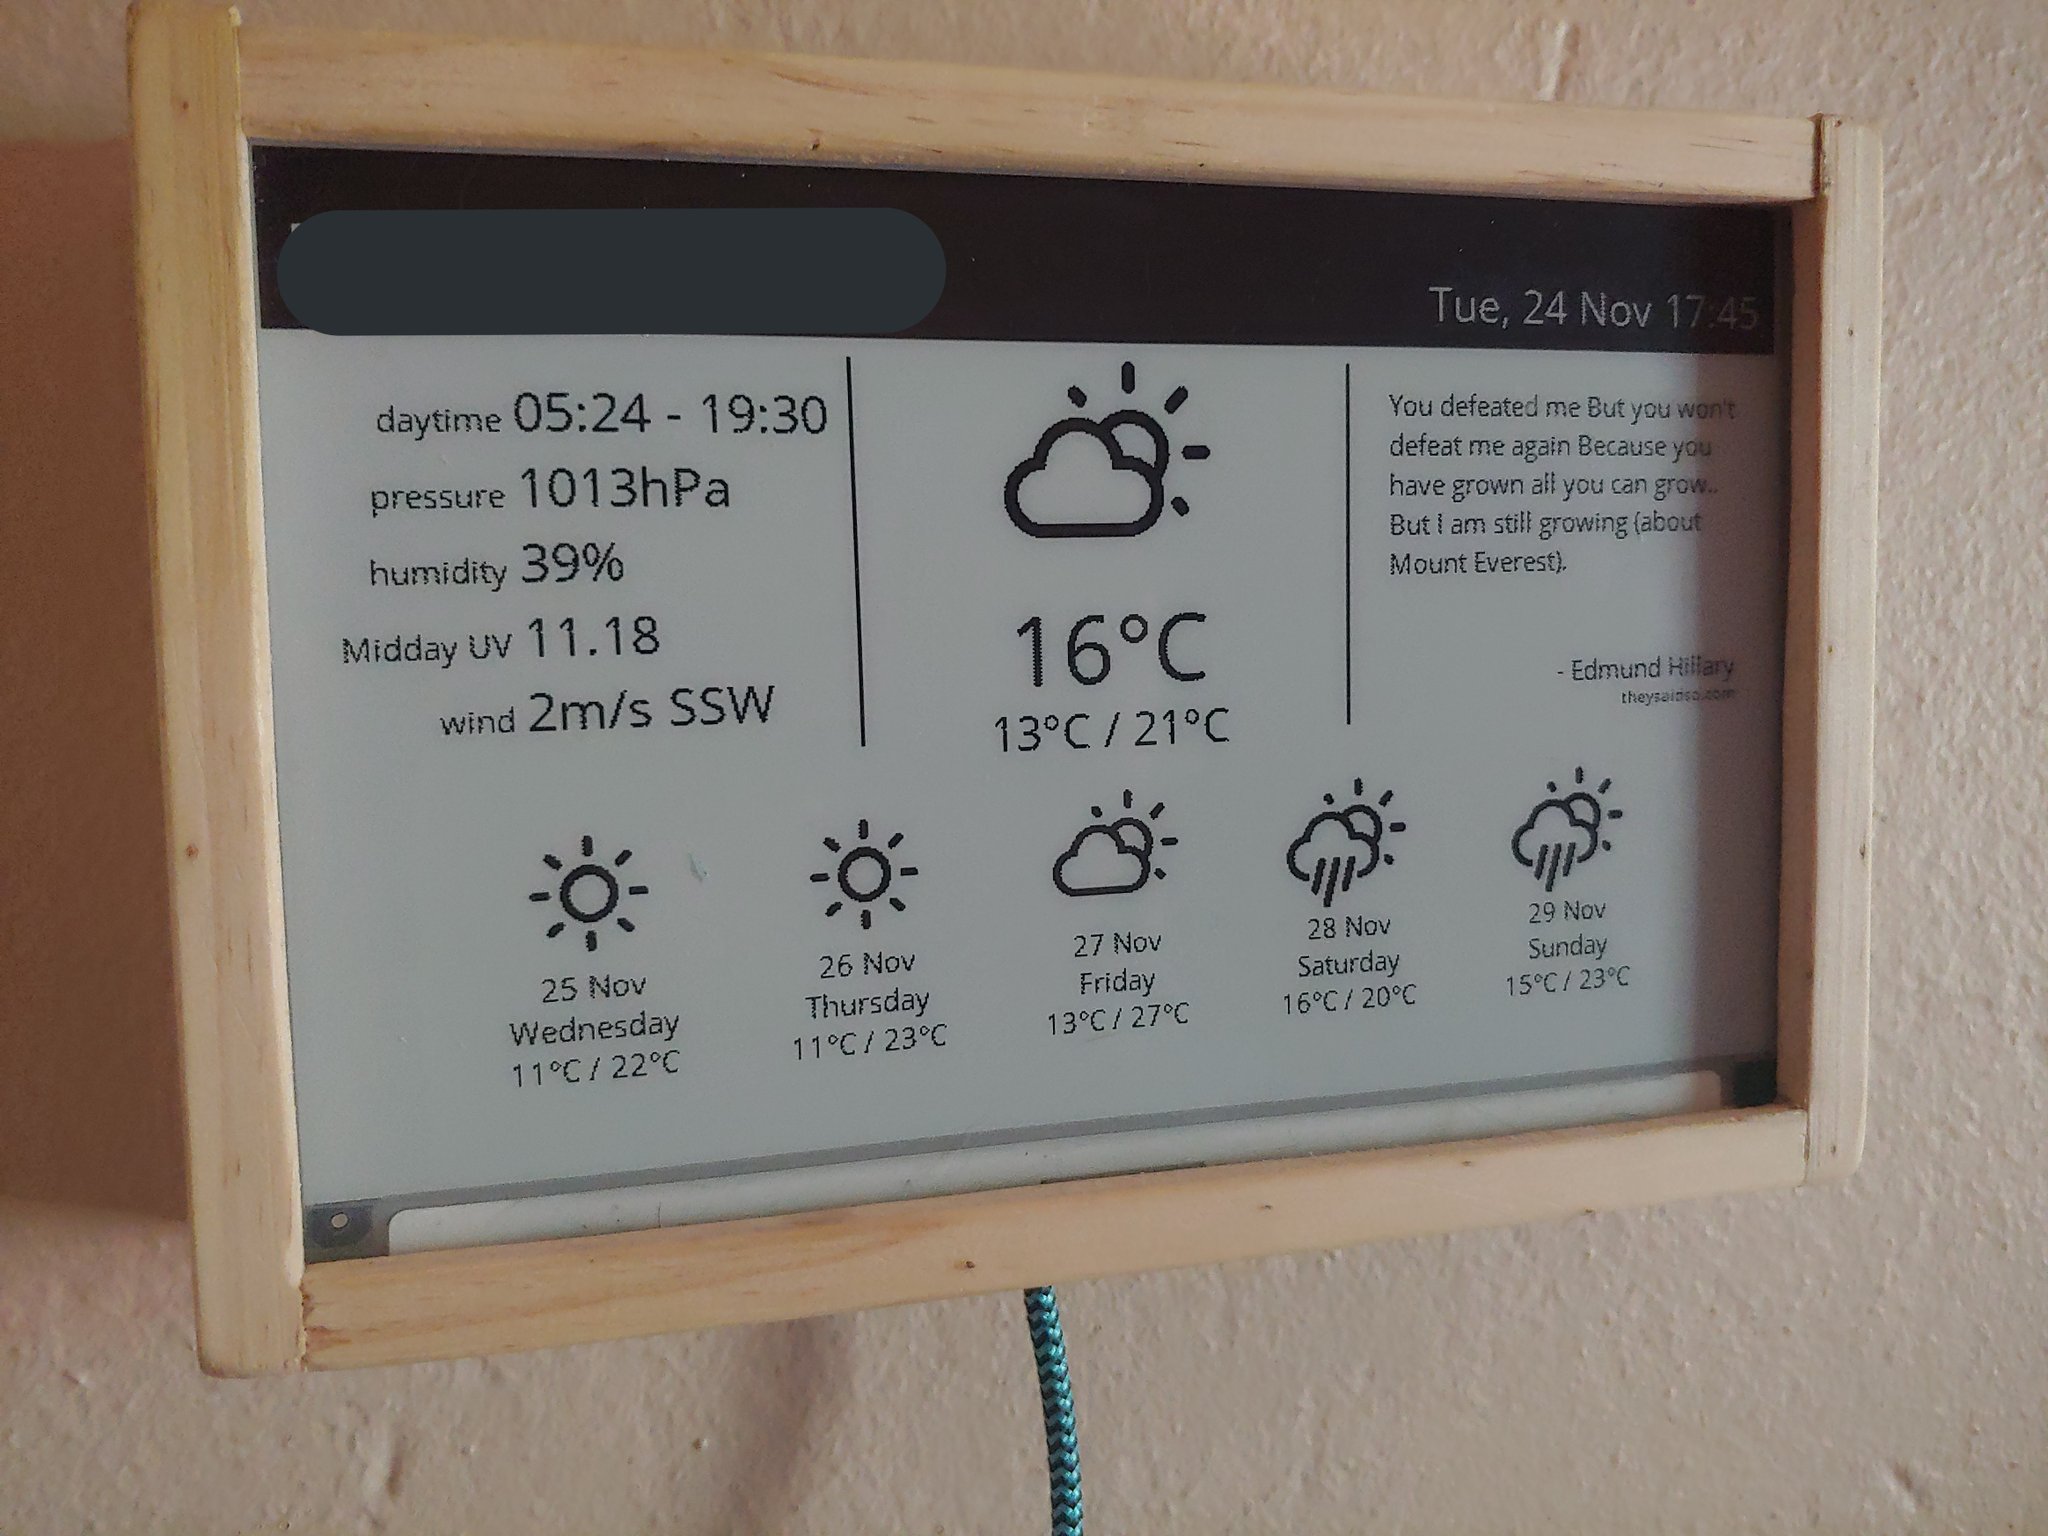 Tue, 24 Nov 17:45
daytime 05:24 - 19:30
pressure 1013hPa
humidity 39%
Midday UV 11.18
wind 2m/s SSW
16°C
13°C / 21°C
You defeated me But you won't
defeat me again Because you
have grown all you can grow..
But I am still growing (about
Mount Everest).
- Edmund Hillary
theysaidso.com
25 Nov
Wednesday
11°C / 22°C
26 Nov
Thursday
11°C / 23°C
27 Nov
Friday
13°C / 27°C
28 Nov
Saturday
16°C / 20°C
29 Nov
Sunday
15°C / 23°C